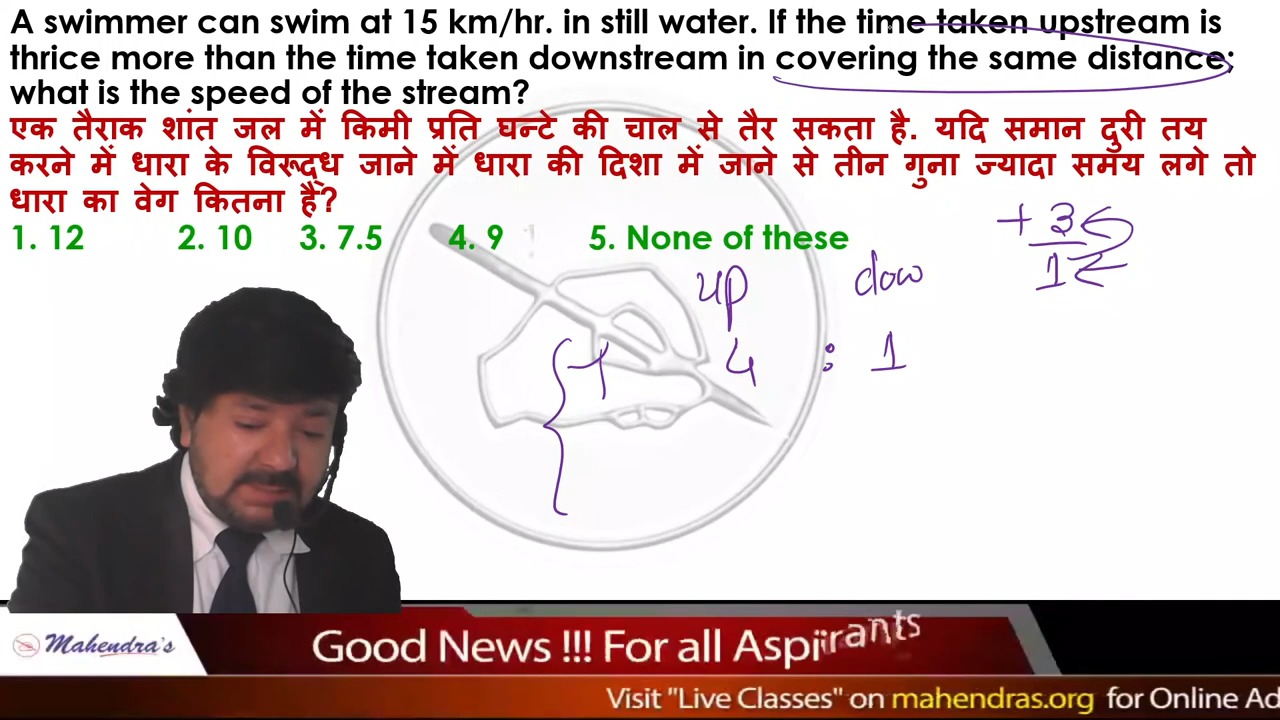 A swimmer can swim at 15 km/hr. in still water. If the time taken upstream is
thrice more than the time taken downstream in covering the same distance;
what is the speed of the stream?
एक तैराक शांत जल में किमी प्रति घन्टे की चाल से तैर सकता है. यदि समान दुरी तय
करने में धारा के विरूद्ध जाने में धारा की दिशा में जाने से तीन गुना ज्यादा समय लगे तो
धारा का वेग कितना है?
1. 12 2. 10 3. 7.5 4. 9 5. None of these
+ 3
1
up dow
T 4 : 1
Mahendra's
Good News !!! For all Aspirants
Visit "Live Classes" on mahendras.org for Online Ad